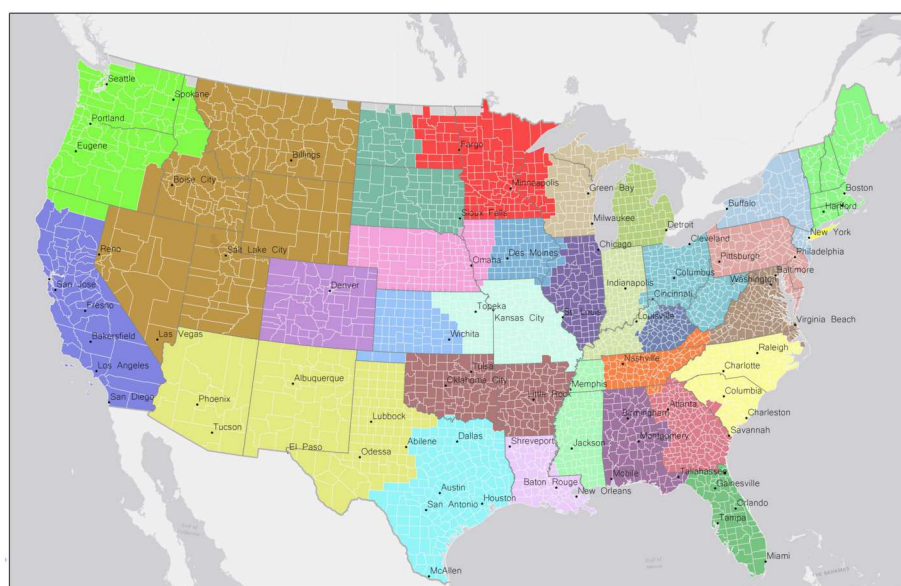 Seattle
Spokane
Portland
Eugene
Billings
Fargo
Minneapolis
Boise City
Sioux Falls
Green Bay
Milwaukee
Detroit
Buffalo
Boston
Hartford
New York
Reno
Salt Lake City
Omaha
Des Moines
Chicago
Cleveland
Pittsburgh
Philadelphia
San Jose
Fresno
Denver
Topeka
Kansas City
Indianapolis
Columbus
Cincinnati
Washington
Baltimore
Bakersfield
Las Vegas
Wichita
St. Louis
Louisville
Virginia Beach
Los Angeles
San Diego
Albuquerque
Tulsa
Oklahoma City
Little Rock
Memphis
Nashville
Raleigh
Charlotte
Columbia
Phoenix
Tucson
Lubbock
Birmingham
Atlanta
Charleston
Savannah
El Paso
Odessa
Abilene
Dallas
Shreveport
Jackson
Montgomery
Austin
San Antonio
Houston
Baton Rouge
New Orleans
Mobile
Tallahassee
Gainesville
Orlando
Tampa
Miami
McAllen
THE BAHAMAS